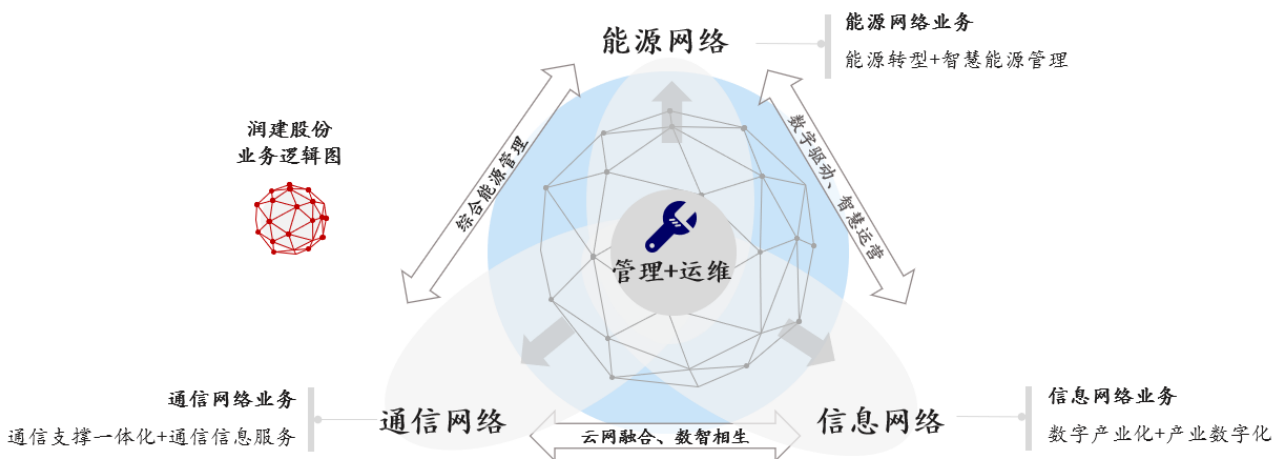 能源网络
能源网络业务
能源转型+智慧能源管理
润建股份
业务逻辑图
综合能源管理
数字驱动、智慧运营
管理+运维
通信网络业务
通信支撑一体化+通信信息服务
通信网络
云网融合、数智相生
信息网络
信息网络业务
数字产业化+产业数字化